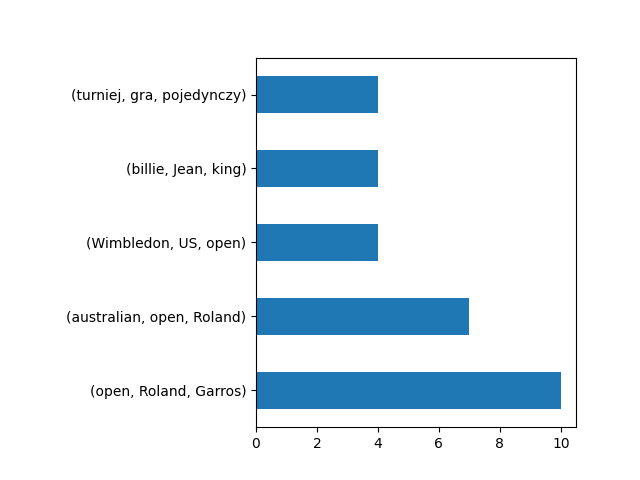 (turniej, gra, pojedynczy)
(billie, Jean, king)
(Wimbledon, US, open)
(australian, open, Roland)
(open, Roland, Garros)
0 2 4 6 8 10